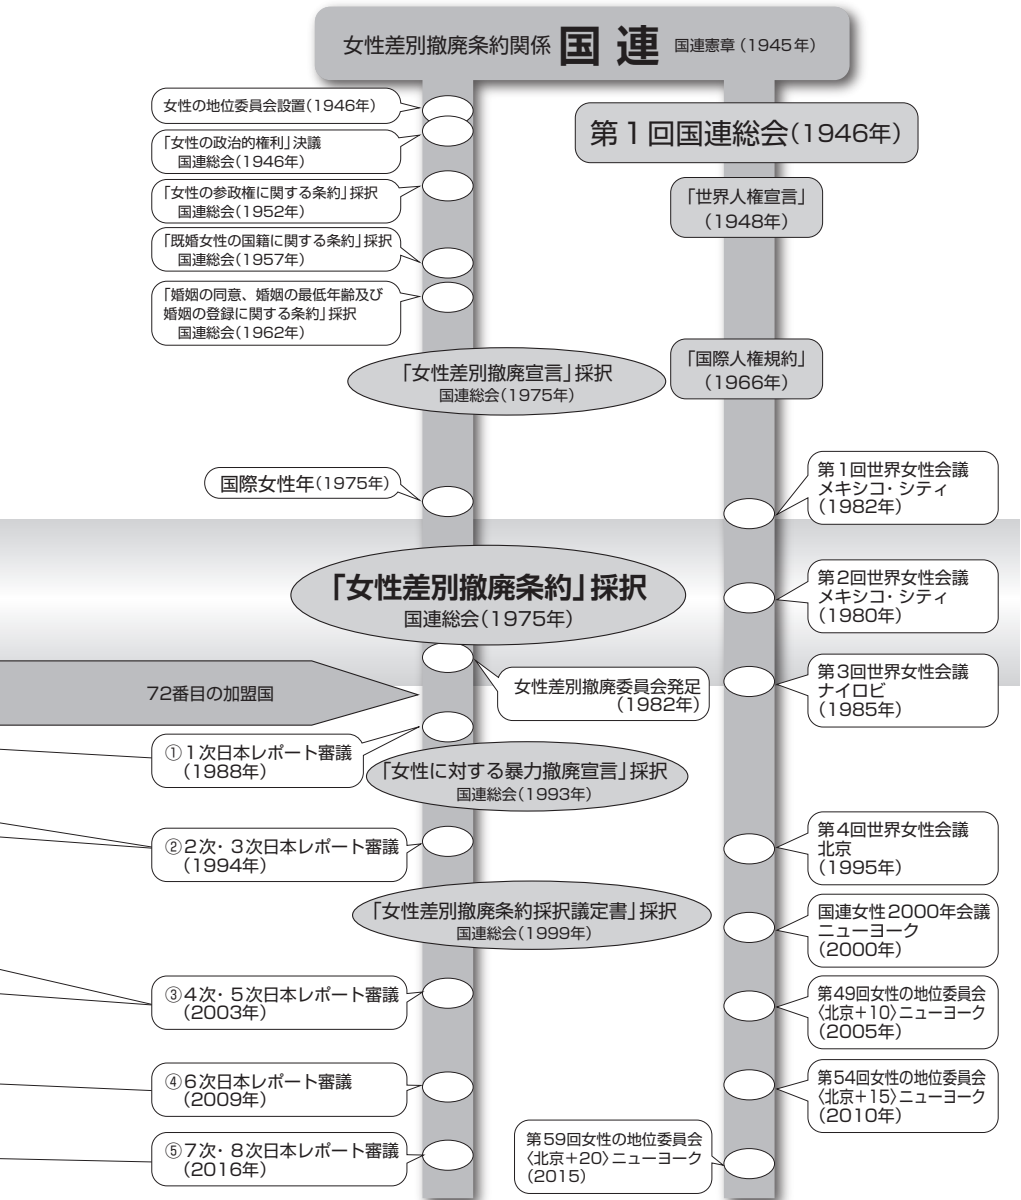 女性差別撤廃条約関係 国 連 国連憲章（1945年）
女性の地位委員会設置（1946年）
「女性の政治的権利」決議
国連総会（1946年）
「女性の参政権に関する条約」採択
国連総会（1952年）
「既婚女性の国籍に関する条約」採択
国連総会（1957年）
「婚姻の同意、婚姻の最低年齢及び
婚姻の登録に関する条約」採択
国連総会（1962年）
第1回国連総会（1946年）
「世界人権宣言」
（1948年）
「女性差別撤廃宣言」採択
国連総会（1975年）
「国際人権規約」
（1966年）
国際女性年（1975年）
第1回世界女性会議
メキシコ・シティ
（1982年）
「女性差別撤廃条約」採択
国連総会（1975年）
第2回世界女性会議
メキシコ・シティ
（1980年）
72番目の加盟国
女性差別撤廃委員会発足
（1982年）
第3回世界女性会議
ナイロビ
（1985年）
①1次日本レポート審議
（1988年）
「女性に対する暴力撤廃宣言」採択
国連総会（1993年）
②2次・3次日本レポート審議
（1994年）
第4回世界女性会議
北京
（1995年）
「女性差別撤廃条約採択議定書」採択
国連総会（1999年）
国連女性2000年会議
ニューヨーク
（2000年）
③4次・5次日本レポート審議
（2003年）
第49回女性の地位委員会
〈北京＋10〉ニューヨーク
（2005年）
④6次日本レポート審議
（2009年）
第54回女性の地位委員会
〈北京＋15〉ニューヨーク
（2010年）
⑤7次・8次日本レポート審議
（2016年）
第59回女性の地位委員会
〈北京＋20〉ニューヨーク
（2015）